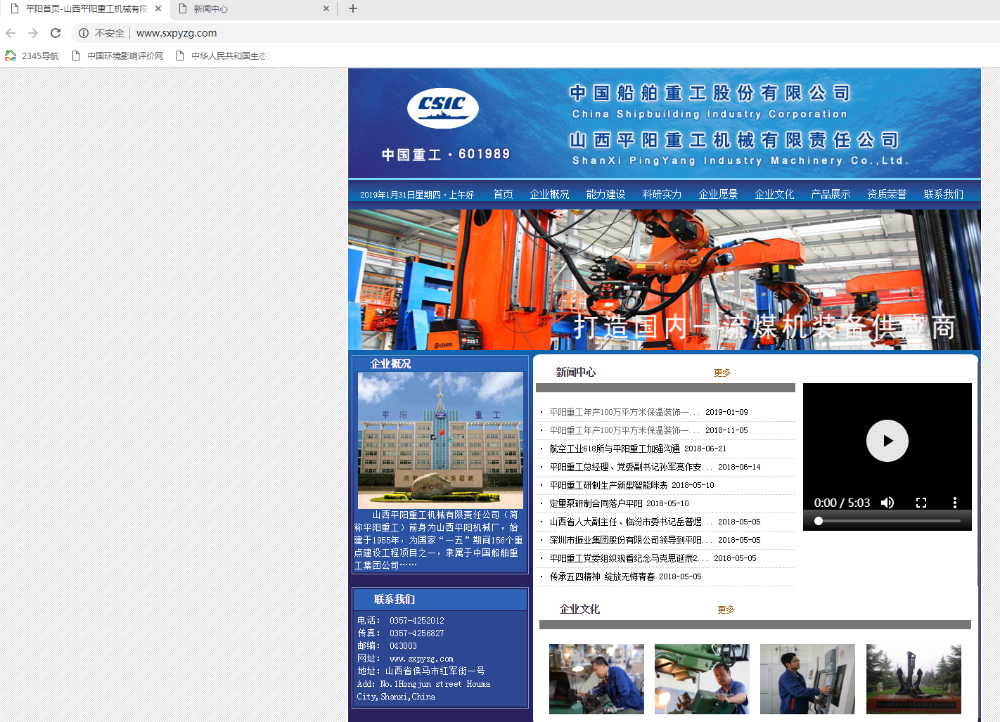 平阳首页-山西平阳重工机械有限
新闻中心
不安全
www.sxpyzg.com
2345导航
中国环境影响评价网
中华人民共和国生态
CSIC
中国重工·601989
中国船舶重工股份有限公司
China Shipbuilding Industry Corporation
山西平阳重工机械有限责任公司
ShanXi PingYang Industry Machinery Co.,Ltd.
2019年1月31日星期四·上午好
首页 企业概况 能力建设 科研实力 企业愿景 企业文化 产品展示 资质荣誉 联系我们
KEMPPI
打造国内一流煤机装备供应商
企业概况
平阳 重工
山西平阳重工机械有限责任公司（简
称平阳重工）前身为山西平阳机械厂，始
建于1955年，为国家“一五”期间156个重
点建设工程项目之一，隶属于中国船舶重
工集团公司……
联系我们
电话： 0357-4252012
传真： 0357-4256827
邮编： 043003
网址： www.sxpyzg.com
地址：山西省侯马市红军街一号
Add: No.1Hongjun street Houma
City,Shanxi,China
新闻中心 更多
· 平阳重工年产100万平方米保温装饰一... 2019-01-09
· 平阳重工年产100万平方米保温装饰一... 2018-11-05
· 航空工业618所与平阳重工加强沟通 2018-06-21
· 平阳重工总经理、党委副书记孙军亮作安... 2018-06-14
· 平阳重工研制生产新型智能咪表 2018-05-10
· 定量泵研制合同落户平阳 2018-05-10
· 山西省人大副主任、临汾市委书记岳普煜... 2018-05-05
· 深圳市振业集团股份有限公司领导到平阳... 2018-05-05
· 平阳重工党委组织观看纪念马克思诞辰2... 2018-05-05
· 传承五四精神 绽放无悔青春 2018-05-05
0:00 / 5:03
企业文化 更多